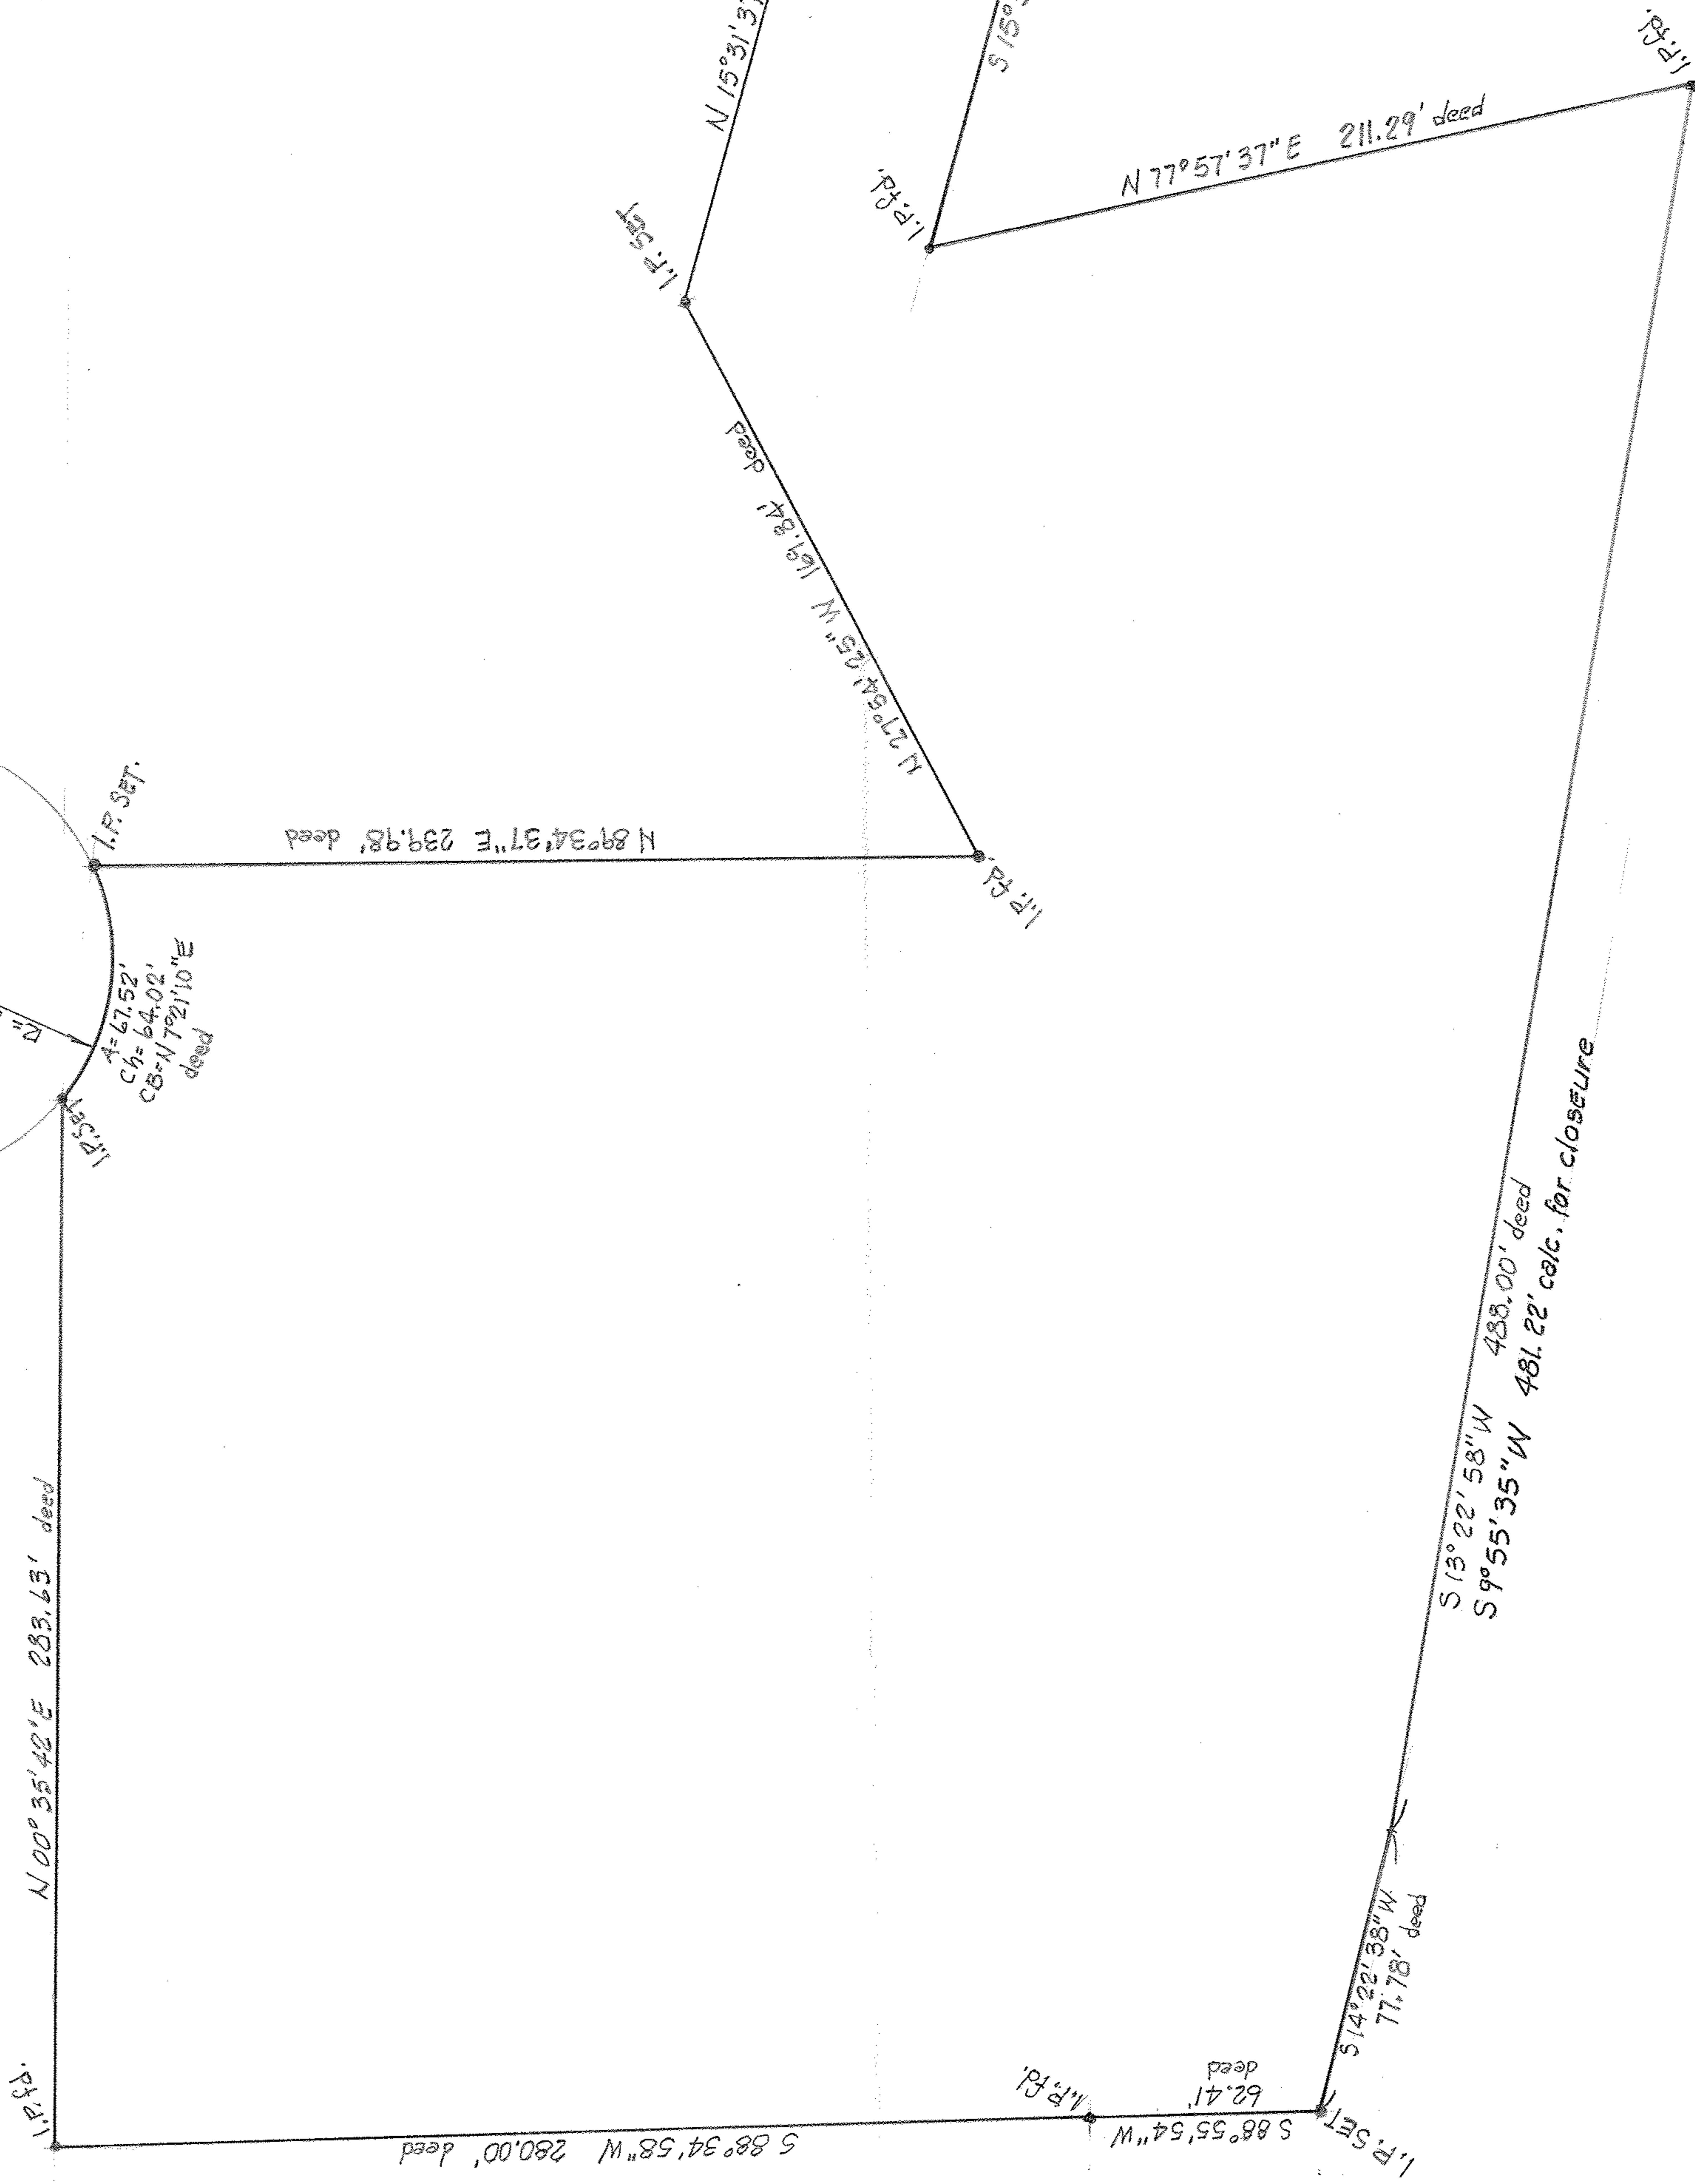 N 15°31'3
S 15°
I.P. fd.
N 77°57'37" E 211.29' deed
I.P. fd.
I.P. SET
N 27°54'25" W 169.84' deed
I.P. SET.
N 89°34'37" E 239.98' deed
I.P. fd.
A= 67.52'
Ch= 64.02'
CB= N 7°21'10" E
deed
I.P. SET
N 00° 35' 42" E 283.63' deed
S 13° 22' 58" W 488.00' deed
S 9° 55' 35" W 481.22' calc. for closeure
S 14° 22' 38" W
77.78' deed
I.P. fd.
S 88° 34' 58" W 280.00' deed
I.P. fd.
S 88° 55' 54" W
62.41'
deed
I.P. SET